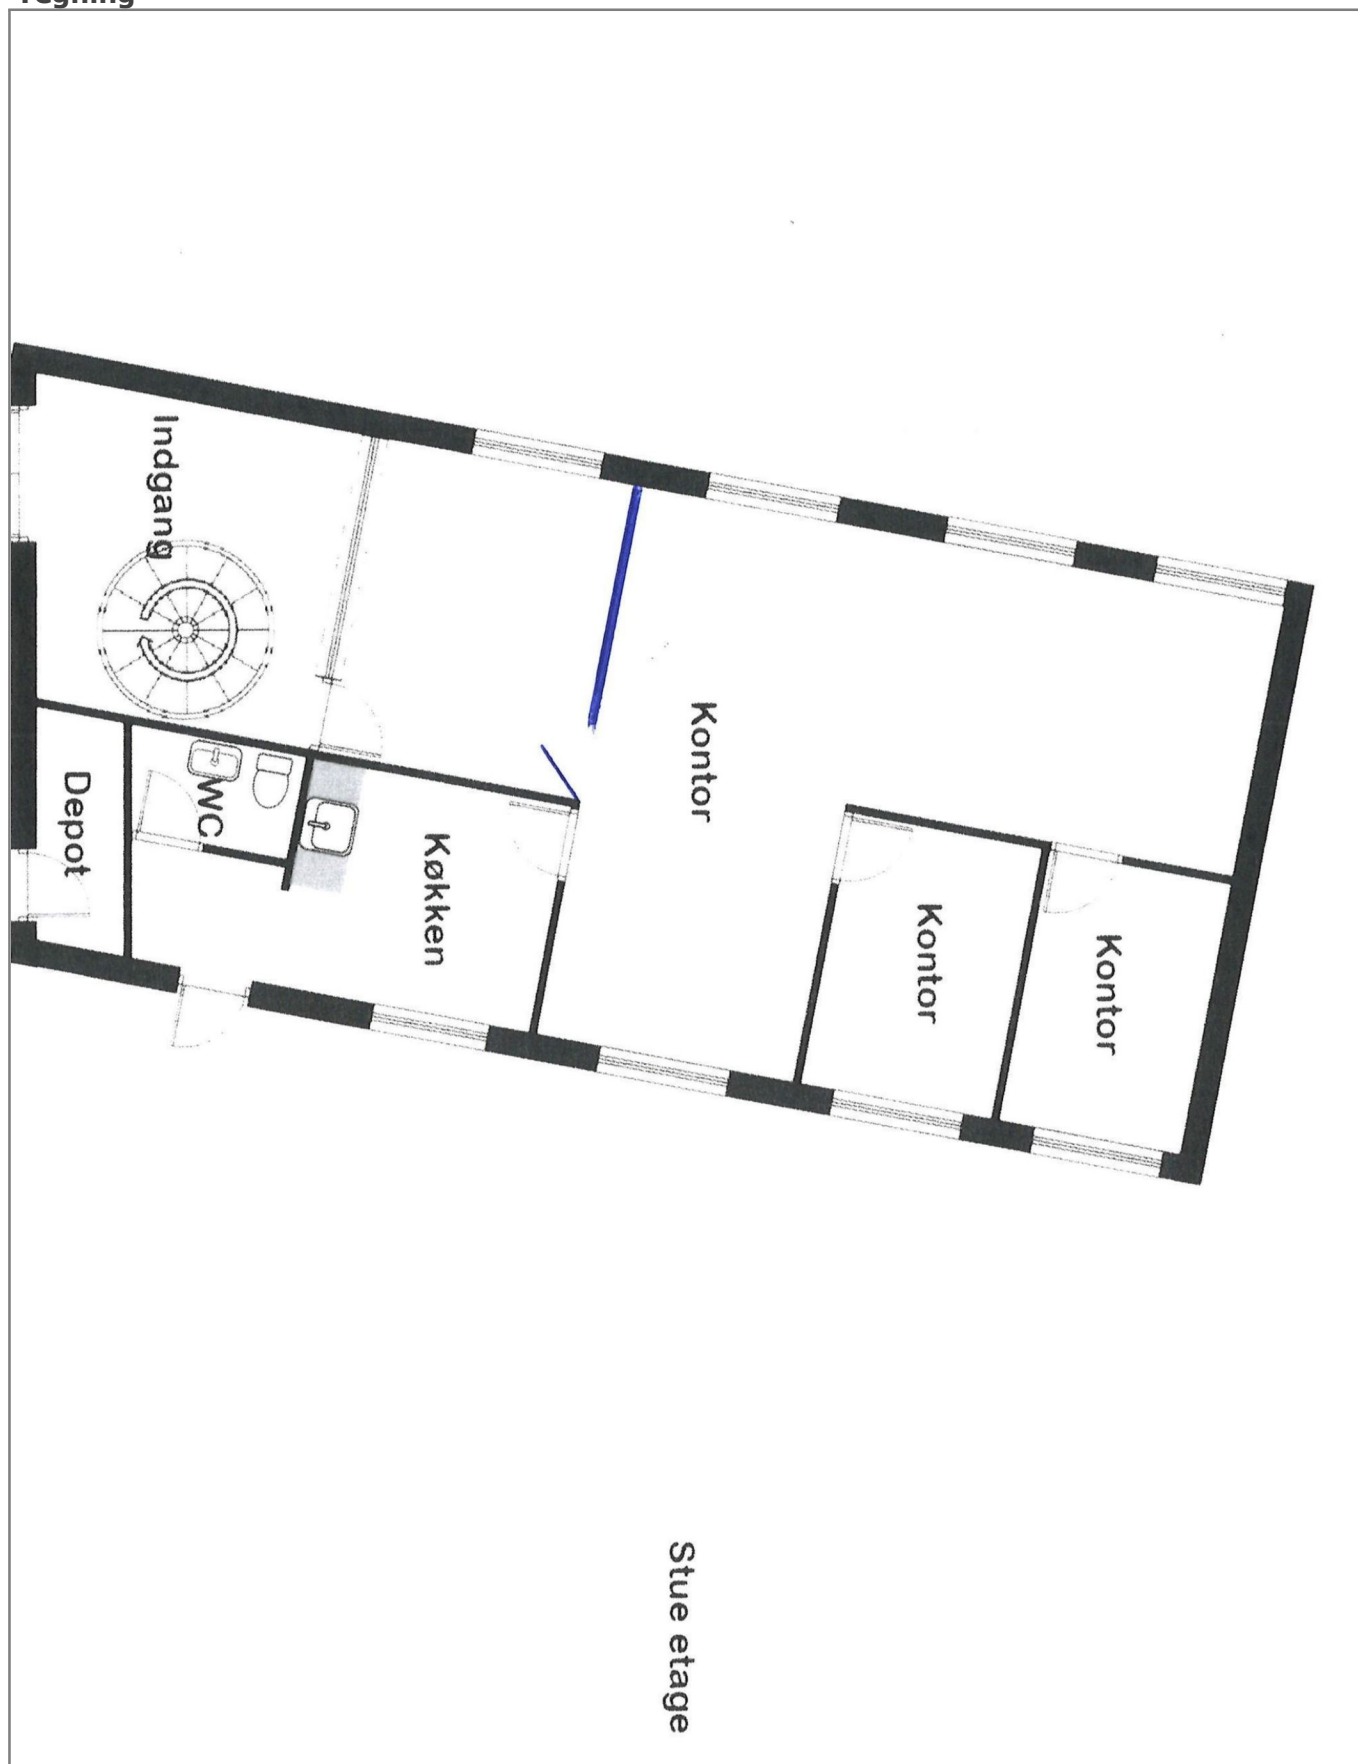 Tegning
Indgang
Kontor
Kontor
Kontor
WC
Køkken
Depot
Stue etage